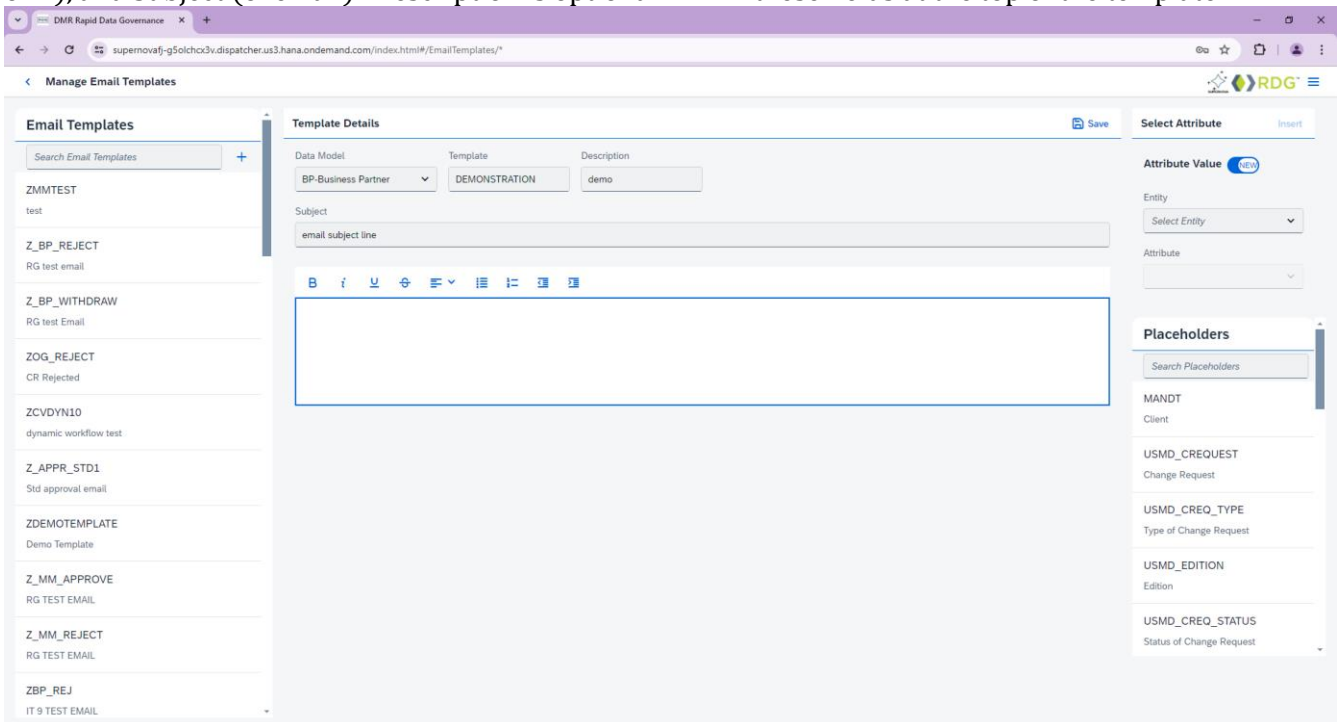 DMR Rapid Data Governance
supernovafj-g5olchcx3v.dispatcher.us3.hana.ondemand.com/index.html#/EmailTemplates/*
Manage Email Templates
RDG
Email Templates
Search Email Templates
ZMMTEST
test
Z_BP_REJECT
RG test email
Z_BP_WITHDRAW
RG test Email
ZOG_REJECT
CR Rejected
ZCVDYN10
dynamic workflow test
Z_APPR_STD1
Std approval email
ZDEMOTEMPLATE
Demo Template
Z_MM_APPROVE
RG TEST EMAIL
Z_MM_REJECT
RG TEST EMAIL
ZBP_REJ
IT 9 TEST EMAIL
Template Details
Save
Data Model Template Description
BP-Business Partner DEMONSTRATION demo
Subject
email subject line
B i U S
Select Attribute Insert
Attribute Value NEW
Entity
Select Entity
Attribute
Placeholders
Search Placeholders
MANDT
Client
USMD_CREQUEST
Change Request
USMD_CREQ_TYPE
Type of Change Request
USMD_EDITION
Edition
USMD_CREQ_STATUS
Status of Change Request